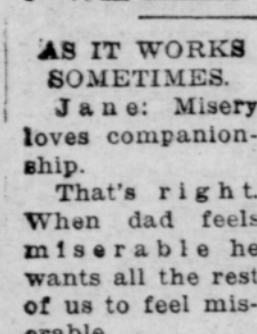 AS IT WORKS
SOMETIMES.
Jane: Misery
loves companion-
ship.
That's right.
When dad feels
miserable he
wants all the rest
of us to feel mis-
erable.